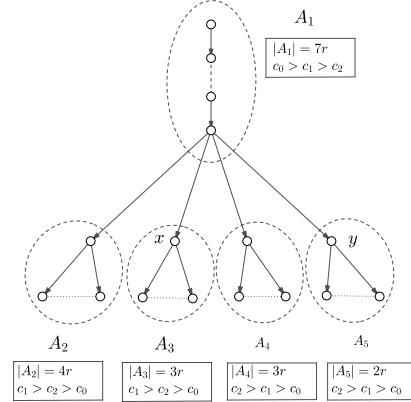 A₁
|A₁| = 7r
c₀ > c₁ > c₂
x
y
A₂
A₃
A₄
A₅
|A₂| = 4r
c₁ > c₂ > c₀
|A₃| = 3r
c₁ > c₂ > c₀
|A₄| = 3r
c₂ > c₁ > c₀
|A₅| = 2r
c₂ > c₁ > c₀